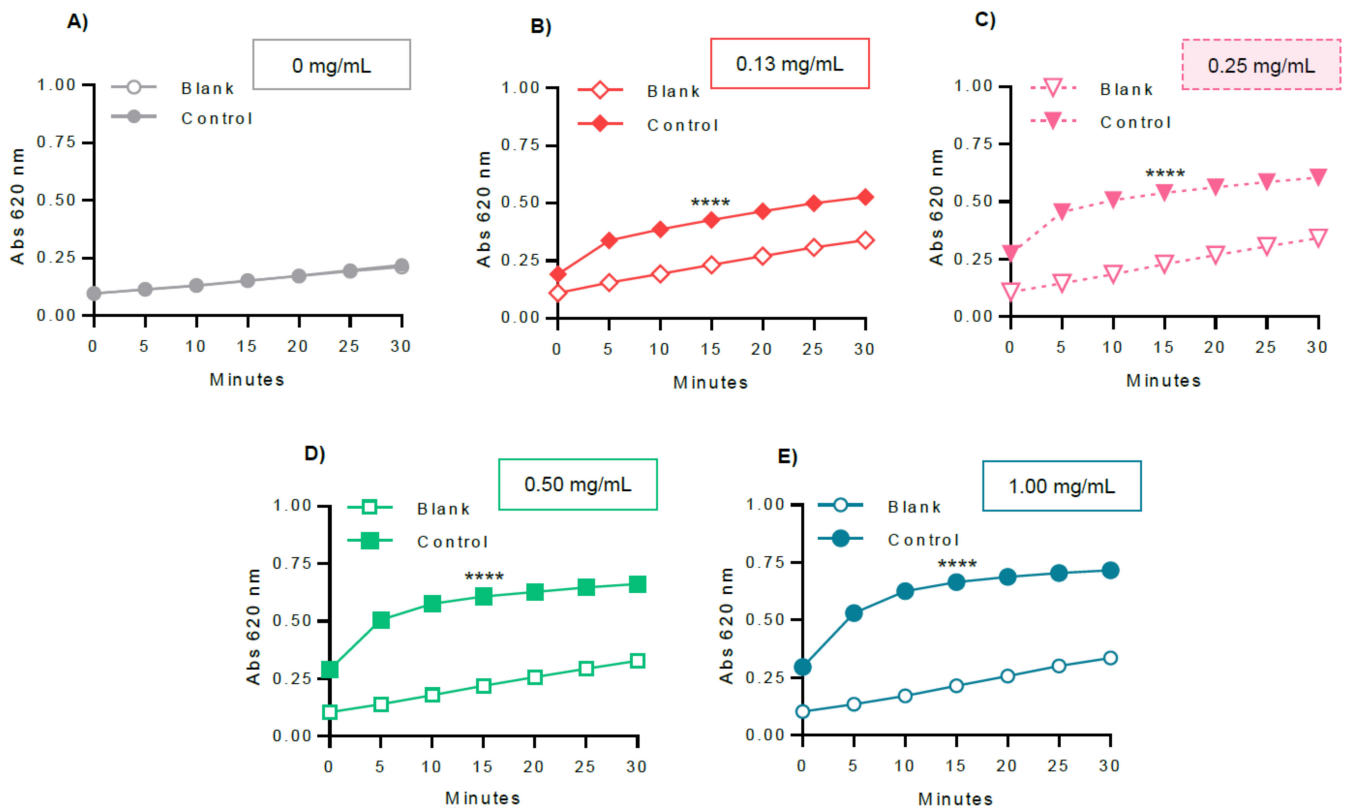 A)
0 mg/mL
Blank
Control
1.00
0.75
0.50
0.25
0.00
Abs 620 nm
0 5 10 15 20 25 30
Minutes
B)
0.13 mg/mL
Blank
Control
1.00
0.75
0.50
0.25
0.00
Abs 620 nm
****
0 5 10 15 20 25 30
Minutes
C)
0.25 mg/mL
Blank
Control
1.00
0.75
0.50
0.25
0.00
Abs 620 nm
****
0 5 10 15 20 25 30
Minutes
D)
0.50 mg/mL
Blank
Control
1.00
0.75
0.50
0.25
0.00
Abs 620 nm
****
0 5 10 15 20 25 30
Minutes
E)
1.00 mg/mL
Blank
Control
1.00
0.75
0.50
0.25
0.00
Abs 620 nm
****
0 5 10 15 20 25 30
Minutes